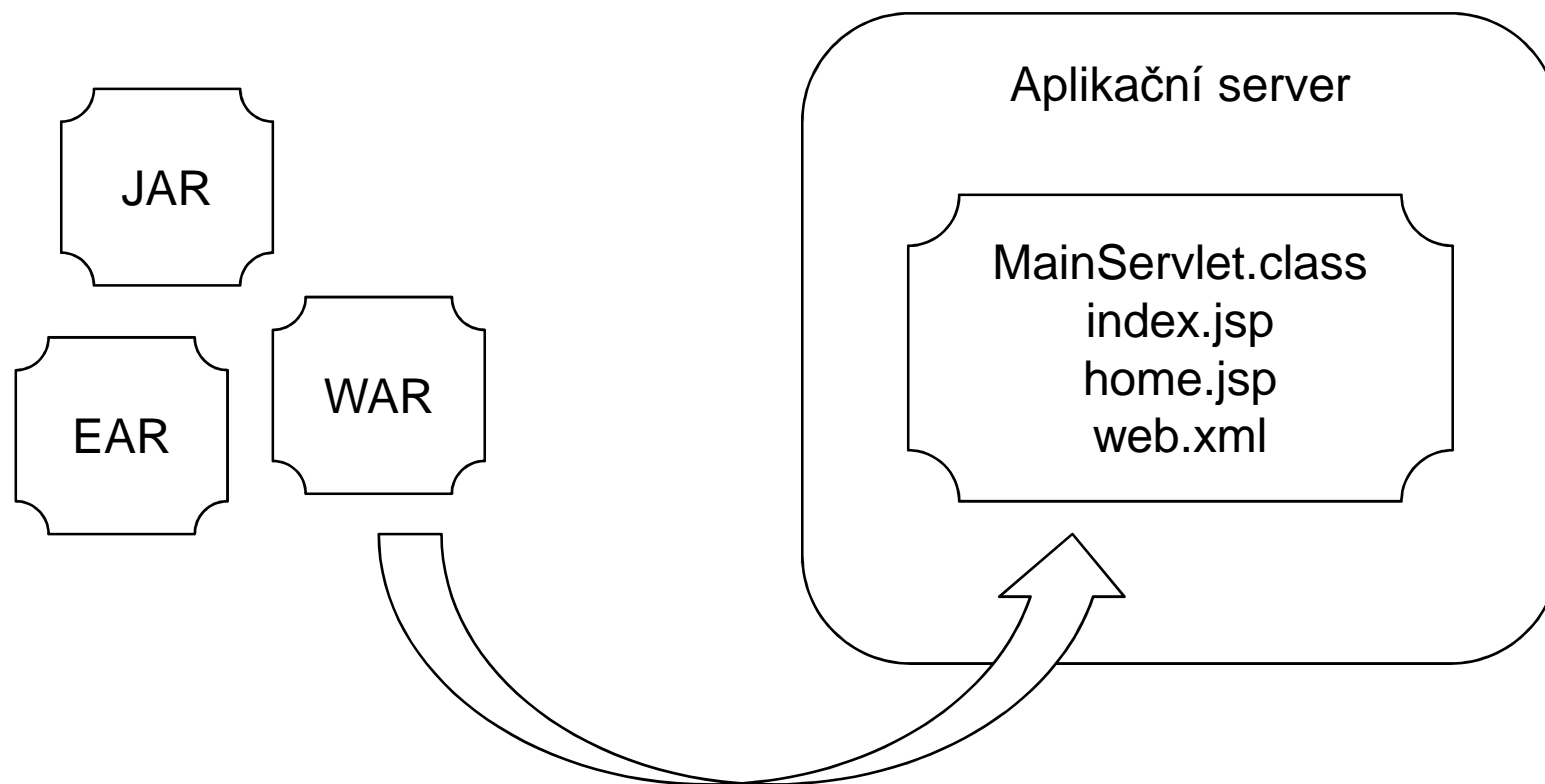 JAR
EAR
WAR
Aplikační server
MainServlet.class
index.jsp
home.jsp
web.xml